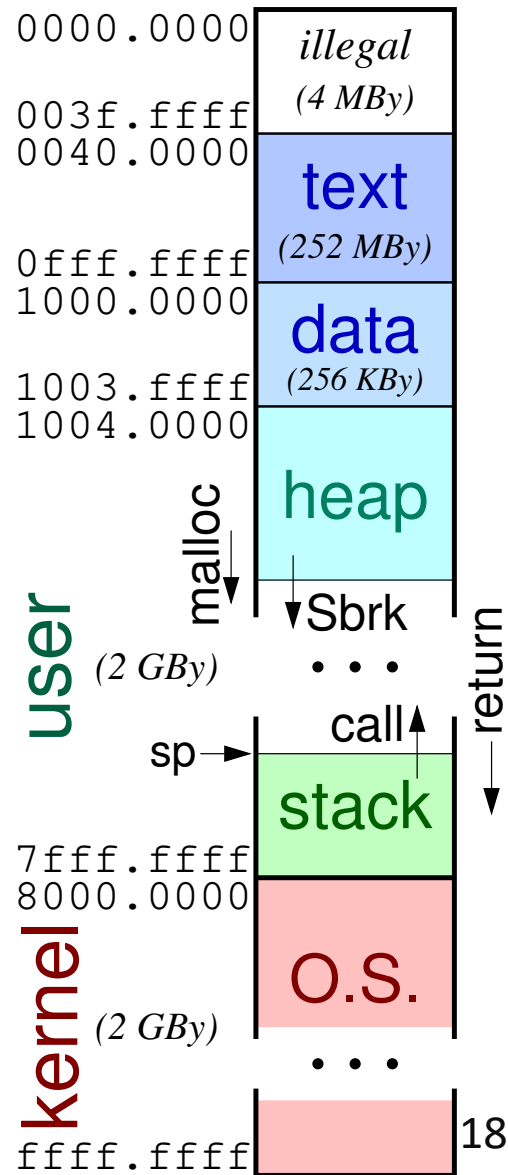 0000.0000
illegal
(4 MBy)
003f.ffff
0040.0000
text
(252 MBy)
0fff.ffff
1000.0000
data
(256 KBy)
1003.ffff
1004.0000
heap
malloc
Sbrk
user
(2 GBy)
• • •
return
call
sp
stack
7fff.ffff
8000.0000
kernel
O.S.
(2 GBy)
• • •
18
ffff.ffff